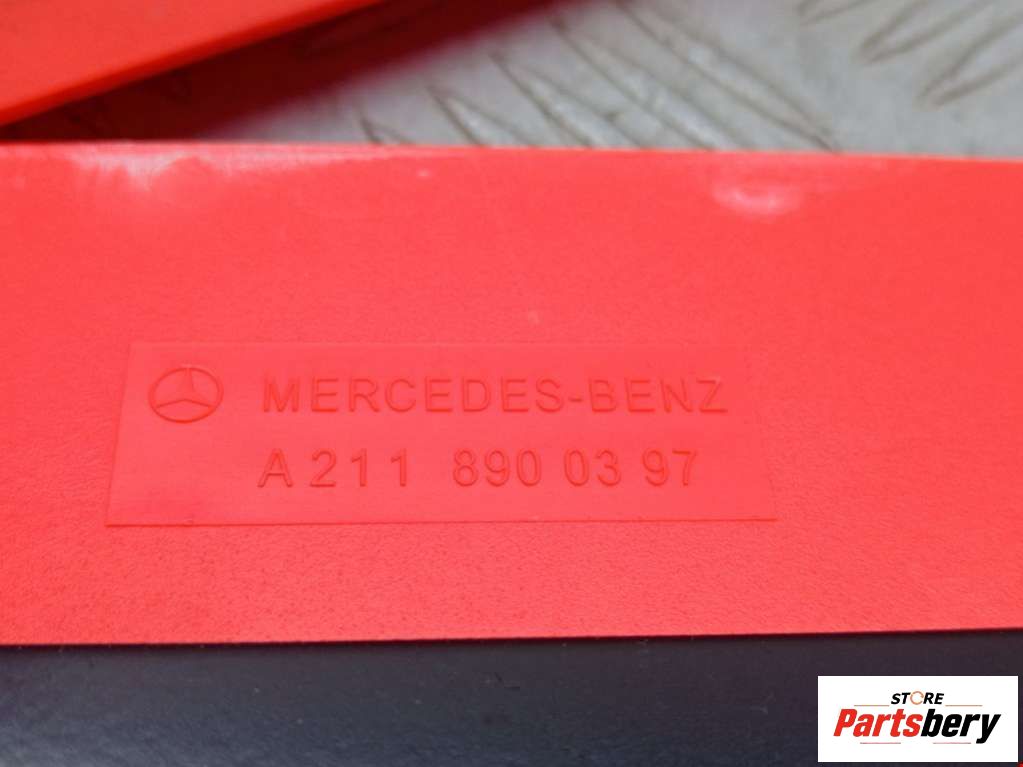 MERCEDES-BENZ
A 211 890 03 97
STORE
Partsbery